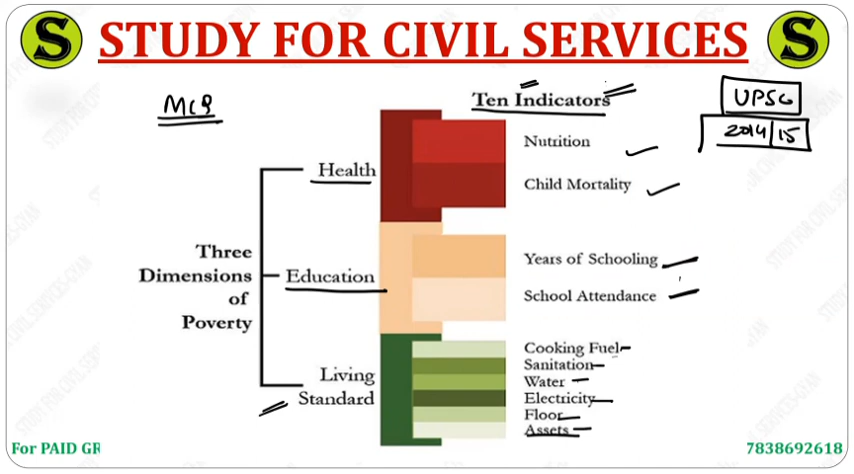 S STUDY FOR CIVIL SERVICES S
MCQ
Ten Indicators
UPSC
2014/15
Nutrition
Health
Child Mortality
Three
Dimensions
of
Poverty
Education
Years of Schooling
School Attendance
Living
Standard
Cooking Fuel
Sanitation
Water
Electricity
Floor
Assets
For PAID GR
7838692618